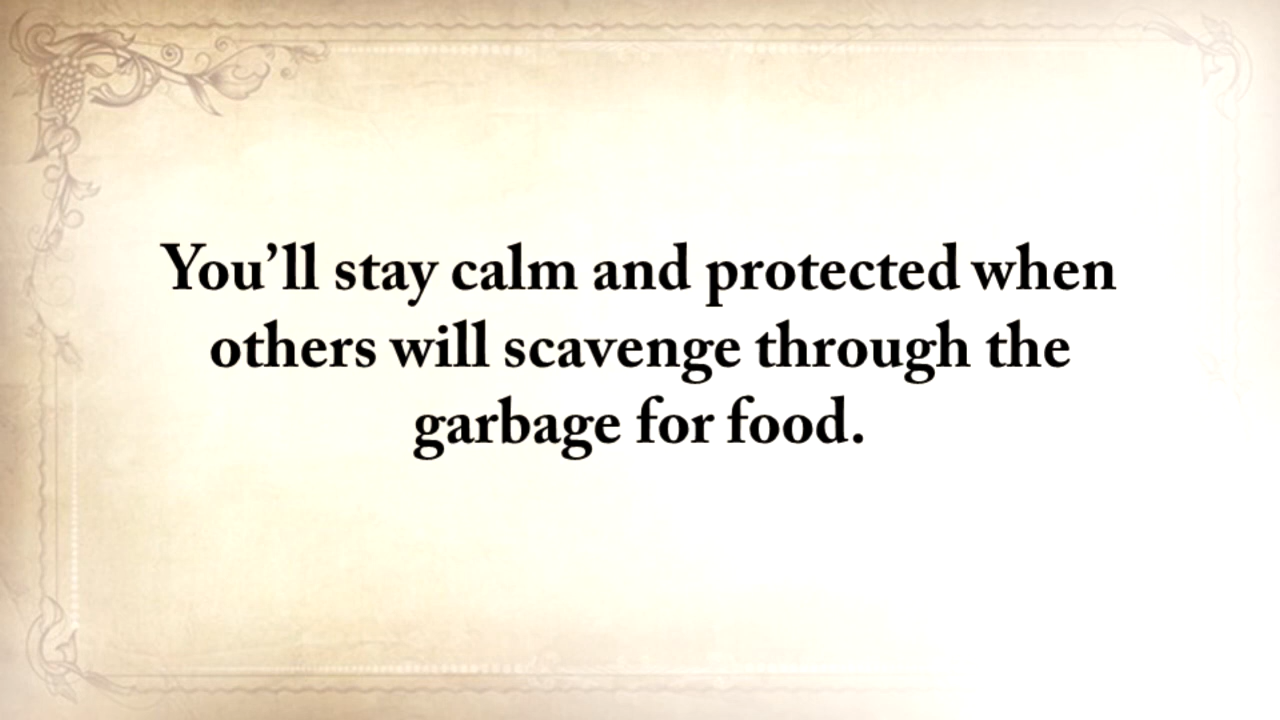 You’ll stay calm and protected when
others will scavenge through the
garbage for food.